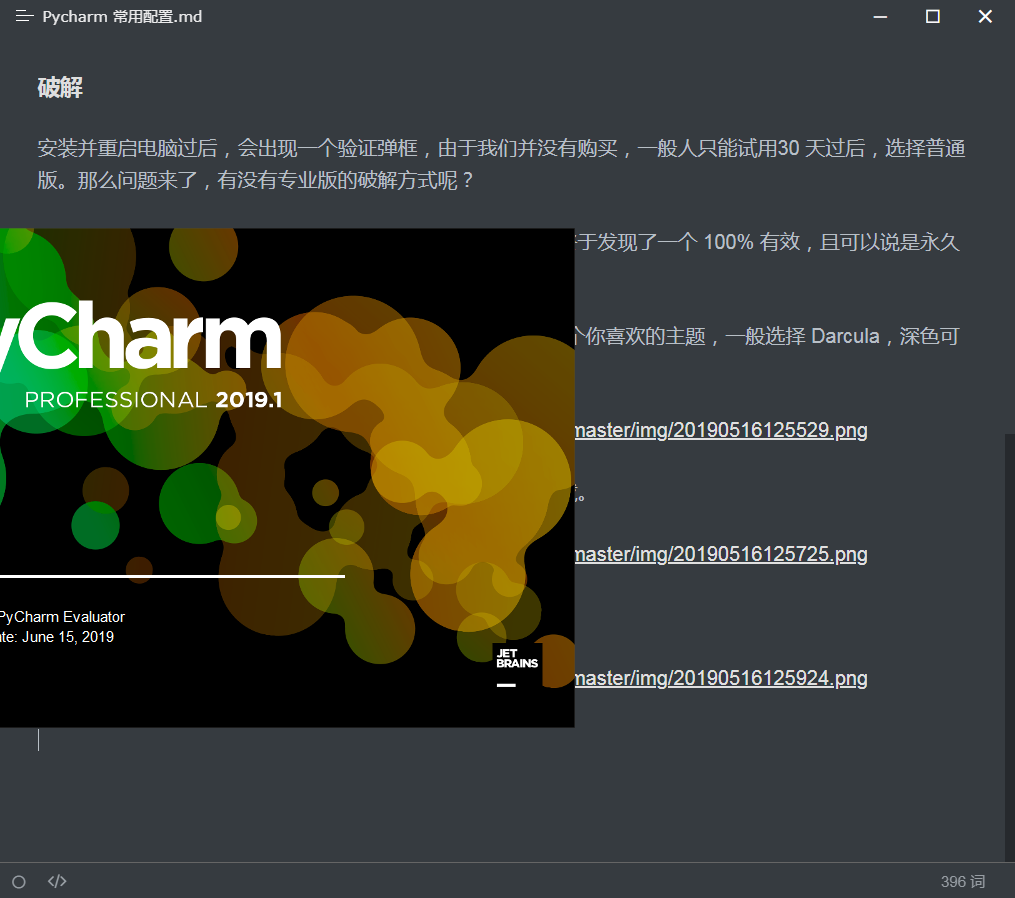 Pycharm 常用配置.md
破解
安装并重启电脑过后，会出现一个验证弹框，由于我们并没有购买，一般人只能试用30 天过后，选择普通
版。那么问题来了，有没有专业版的破解方式呢？
于发现了一个 100% 有效，且可以说是永久
yCharm
PROFESSIONAL 2019.1
个你喜欢的主题，一般选择 Darcula，深色可
master/img/20190516125529.png
。
master/img/20190516125725.png
PyCharm Evaluator
ate: June 15, 2019
JET
BRAINS
master/img/20190516125924.png
396 词